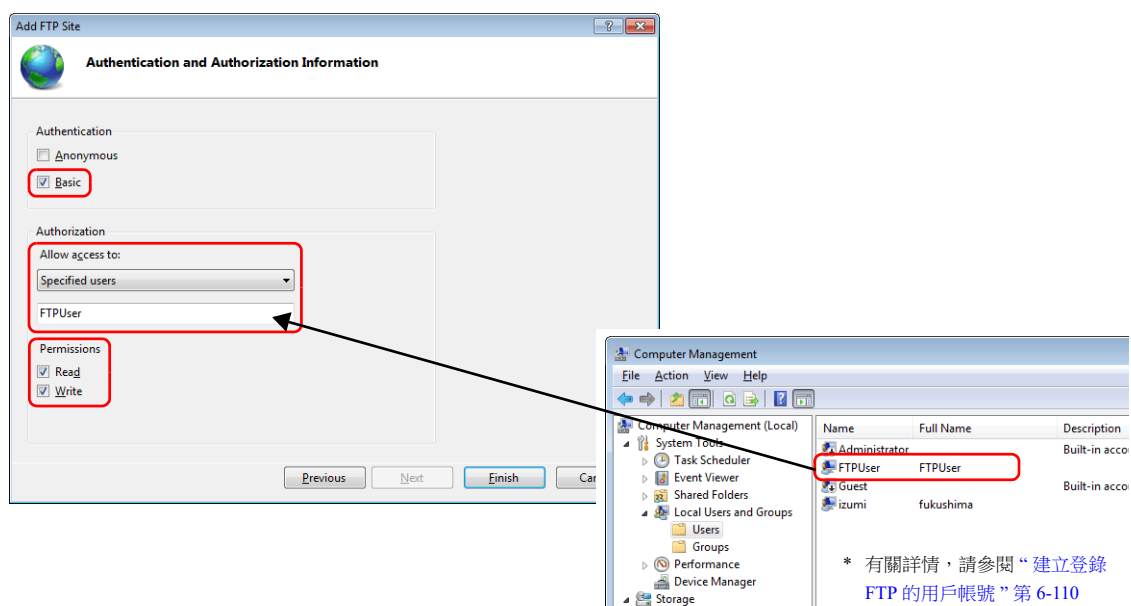 Add FTP Site
Authentication and Authorization Information
Authentication
Anonymous
Basic
Authorization
Allow access to:
Specified users
FTPUser
Permissions
Read
Write
Previous
Next
Finish
Computer Management
File Action View Help
Computer Management (Local)
System Tools
Task Scheduler
Event Viewer
Shared Folders
Local Users and Groups
Users
Groups
Performance
Device Manager
Storage
Name Full Name Description
Administrator Built-in accou
FTPUser FTPUser
Guest Built-in accou
izumi fukushima
* 有關詳情，請參閱 “ 建立登錄
FTP 的用戶帳號 ” 第 6-110